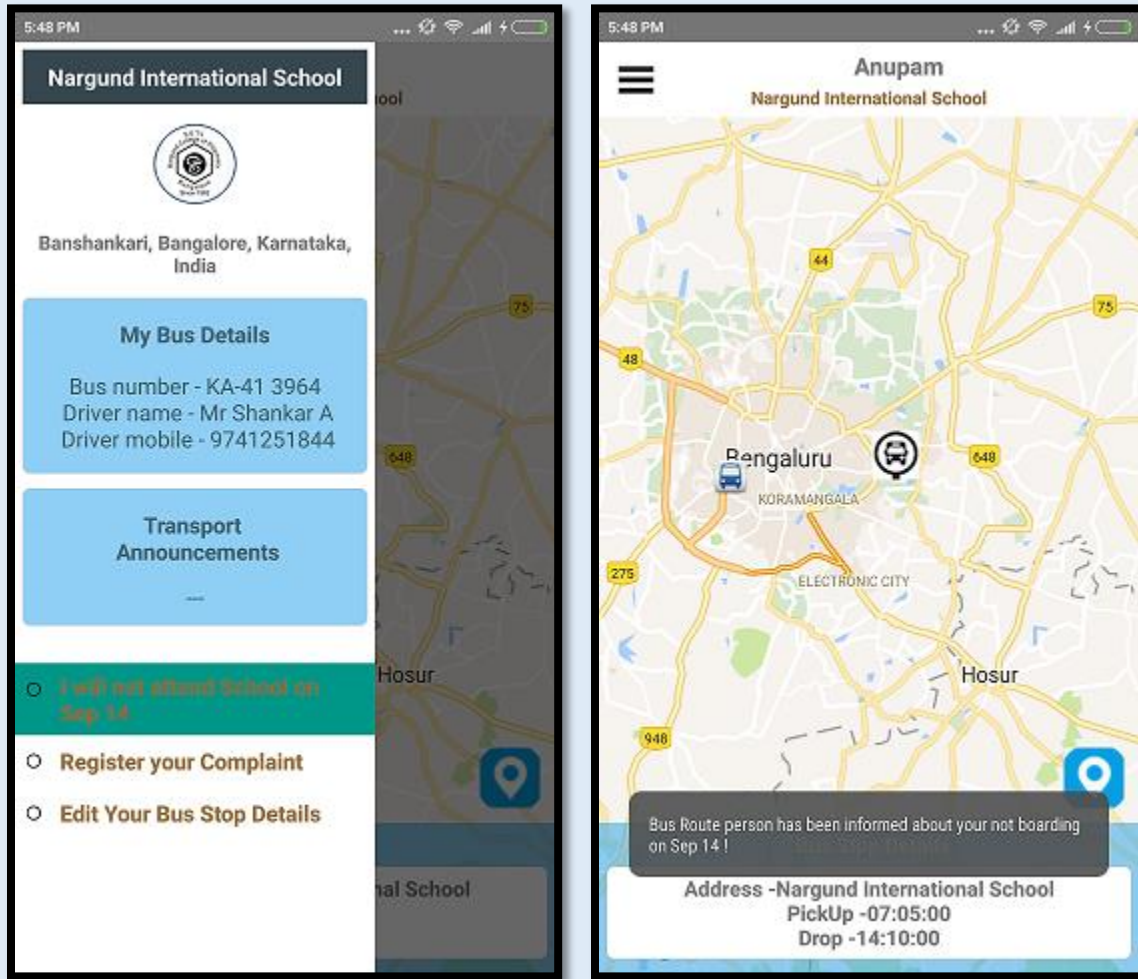 5:48 PM
...
Nargund International School
Banshankari, Bangalore, Karnataka,
India
My Bus Details
Bus number - KA-41 3964
Driver name - Mr Shankar A
Driver mobile - 9741251844
Transport
Announcements
---
I will not attend School on
Sep 14
Register your Complaint
Edit Your Bus Stop Details
ool
75
648
Hosur
nal School
5:48 PM
...
Anupam
Nargund International School
44
75
48
Bengaluru
648
KORAMANGALA
275
ELECTRONIC CITY
Hosur
948
Bus Route person has been informed about your not boarding
on Sep 14 !
Address -Nargund International School
PickUp -07:05:00
Drop -14:10:00